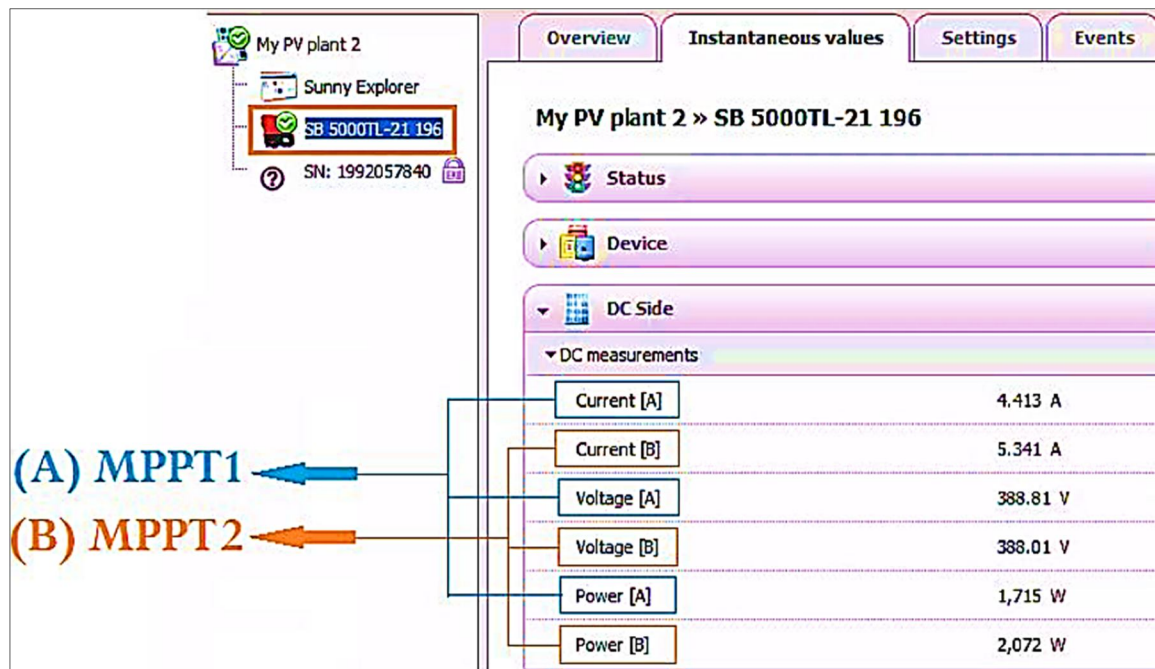 My PV plant 2
Sunny Explorer
SB 5000TL-21 196
SN: 1992057840
Overview
Instantaneous values
Settings
Events
My PV plant 2 » SB 5000TL-21 196
Status
Device
DC Side
DC measurements
Current [A] 4.413 A
Current [B] 5.341 A
Voltage [A] 388.81 V
Voltage [B] 388.01 V
Power [A] 1,715 W
Power [B] 2,072 W
(A) MPPT1
(B) MPPT2